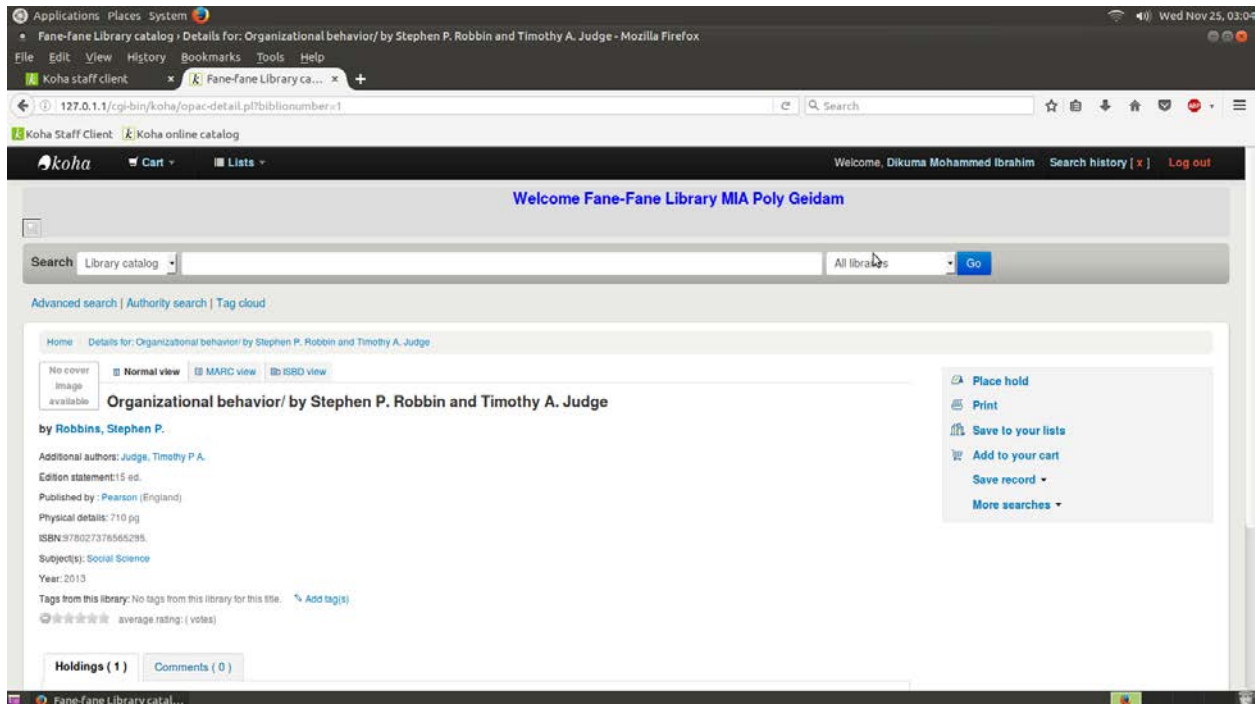 Applications Places System Wed Nov 25, 03:04
Fane-fane Library catalog › Details for: Organizational behavior/ by Stephen P. Robbin and Timothy A. Judge - Mozilla Firefox
File Edit View History Bookmarks Tools Help
Koha staff client × Fane-fane Library ca... × +
127.0.1.1/cgi-bin/koha/opac-detail.pl?biblionumber=1 Search
Koha Staff Client Koha online catalog
koha Cart Lists Welcome, Dikuma Mohammed Ibrahim Search history [ x ] Log out
Welcome Fane-Fane Library MIA Poly Geidam
Search Library catalog All libraries Go
Advanced search | Authority search | Tag cloud
Home Details for: Organizational behavior/ by Stephen P. Robbin and Timothy A. Judge
No cover image available
Normal view MARC view ISBD view
Organizational behavior/ by Stephen P. Robbin and Timothy A. Judge
by Robbins, Stephen P.
Additional authors: Judge, Timothy P A.
Edition statement:15 ed.
Published by : Pearson (England)
Physical details: 710 pg
ISBN:9780273765652​95.
Subject(s): Social Science
Year: 2013
Tags from this library: No tags from this library for this title. Add tag(s)
average rating: ( votes)
Place hold
Print
Save to your lists
Add to your cart
Save record
More searches
Holdings ( 1 ) Comments ( 0 )
Fane-fane Library catal...